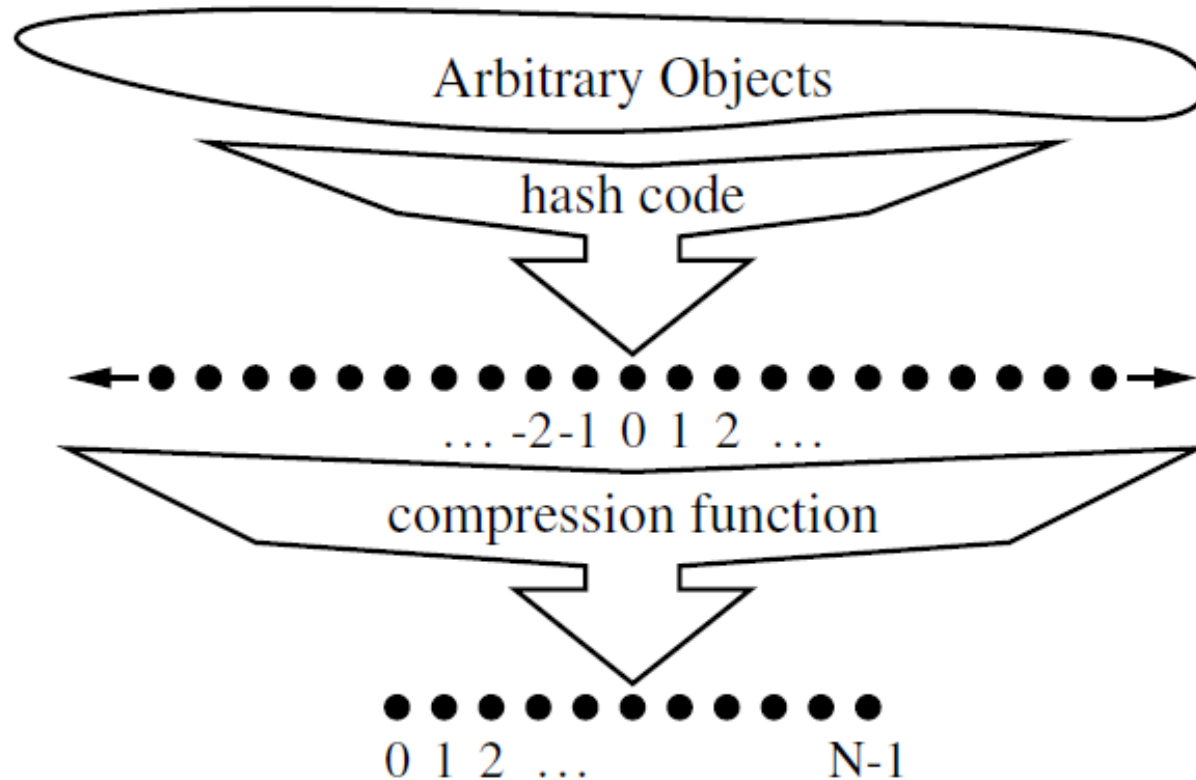 Arbitrary Objects
hash code
... -2 -1 0 1 2 ...
compression function
0 1 2 ... N-1